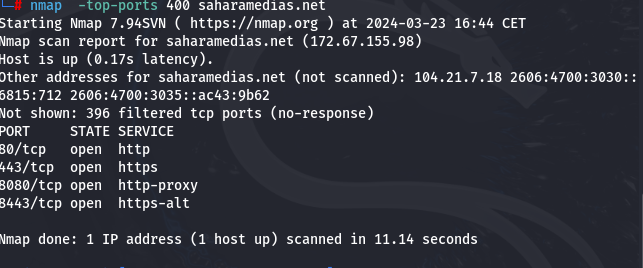 # nmap -top-ports 400 saharamedias.net
Starting Nmap 7.94SVN ( https://nmap.org ) at 2024-03-23 16:44 CET
Nmap scan report for saharamedias.net (172.67.155.98)
Host is up (0.17s latency).
Other addresses for saharamedias.net (not scanned): 104.21.7.18 2606:4700:3030::
6815:712 2606:4700:3035::ac43:9b62
Not shown: 396 filtered tcp ports (no-response)
PORT     STATE SERVICE
80/tcp   open  http
443/tcp  open  https
8080/tcp open  http-proxy
8443/tcp open  https-alt
Nmap done: 1 IP address (1 host up) scanned in 11.14 seconds